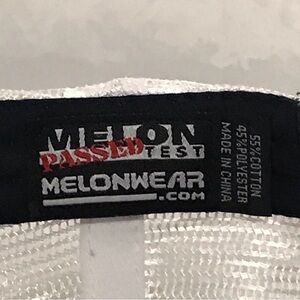 MELON
PASSED
TEST
MELONWEAR
.COM
55%COTTON
45%POLYESTER
MADE IN CHINA